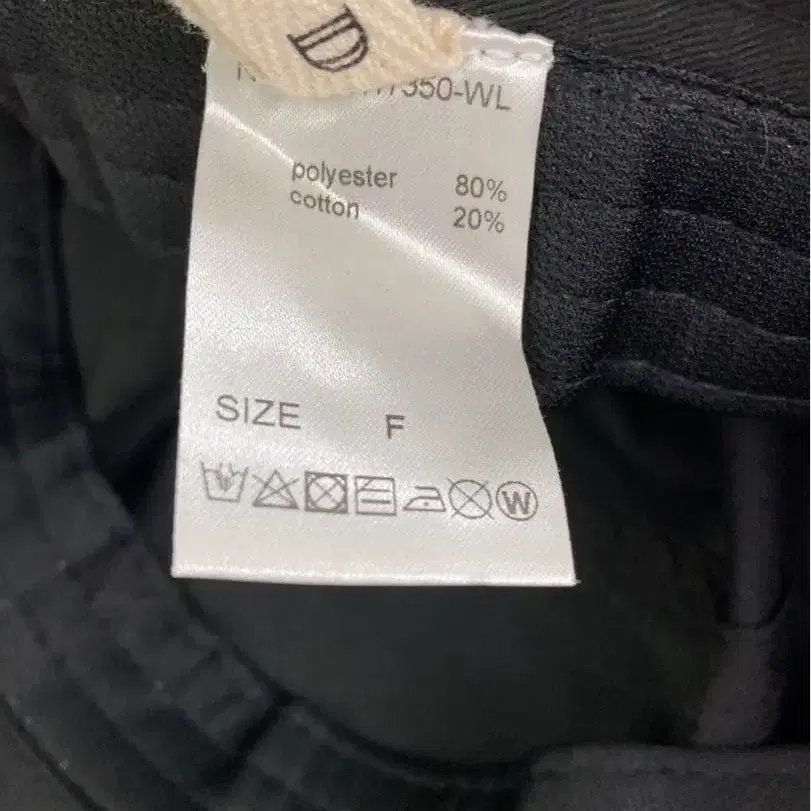 D
350-WL
polyester 80%
cotton 20%
SIZE F
W